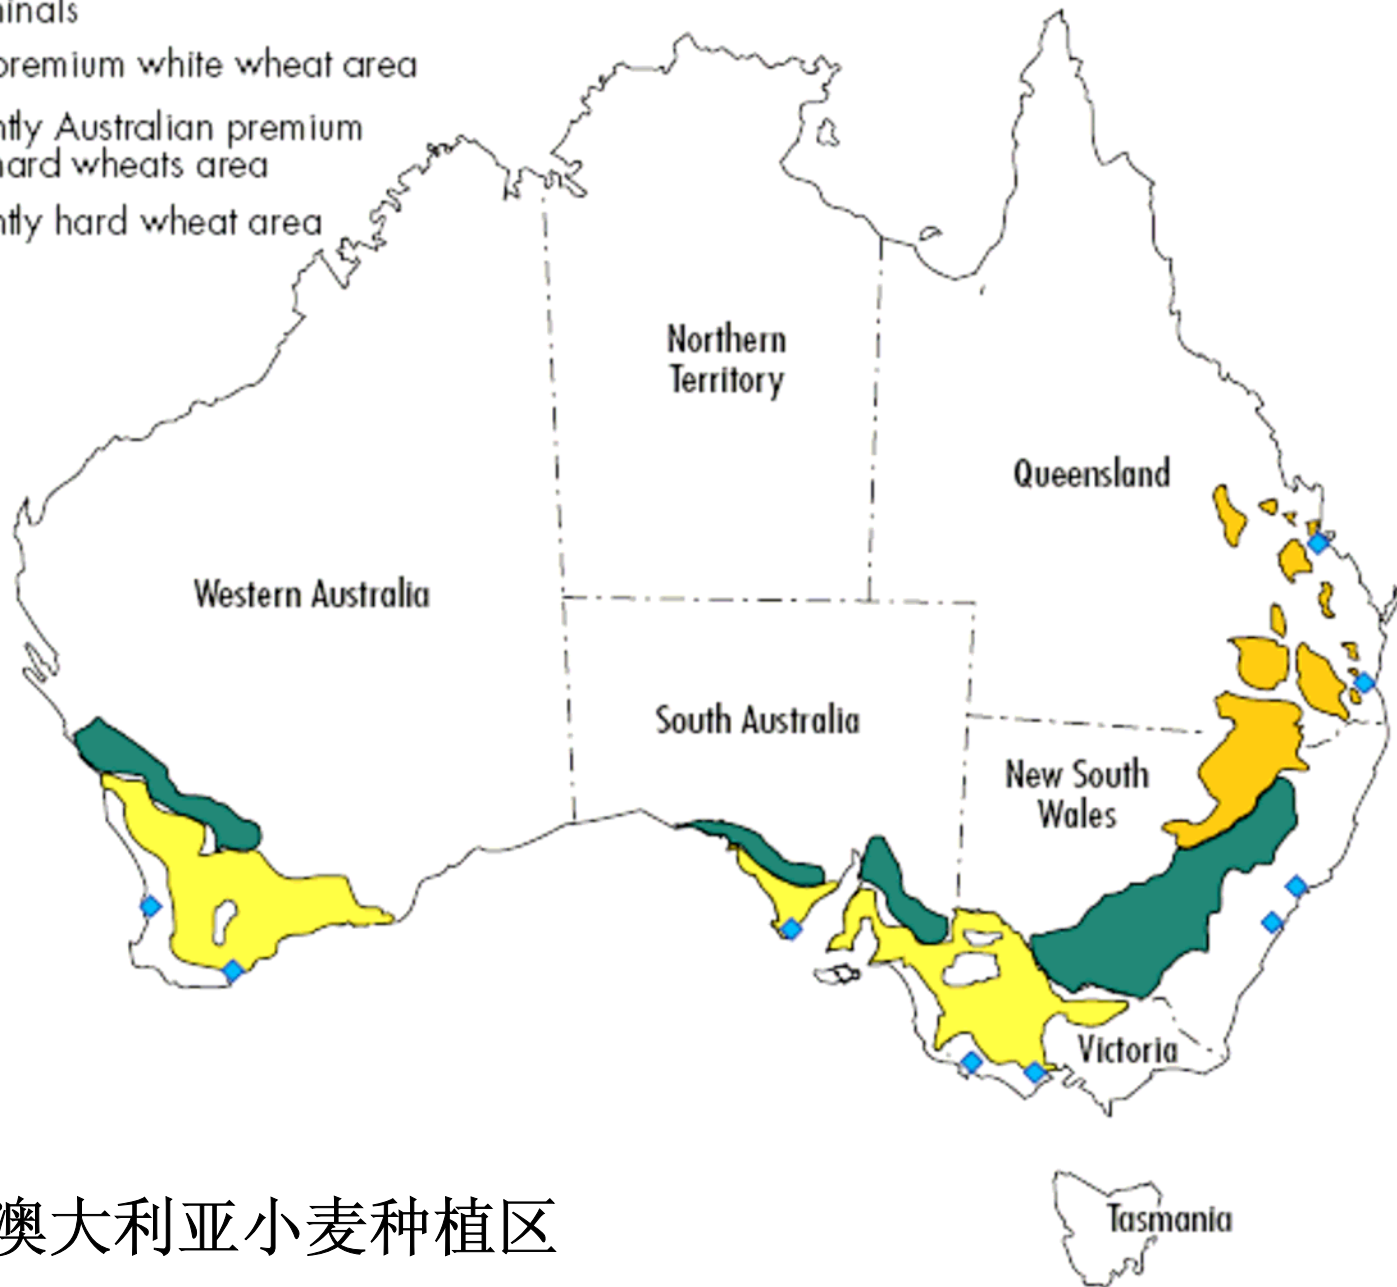 premium white wheat area
Australian premium
hard wheats area
hard wheat area
Northern
Territory
Queensland
Western Australia
South Australia
New South
Wales
Victoria
Tasmania
澳大利亚小麦种植区